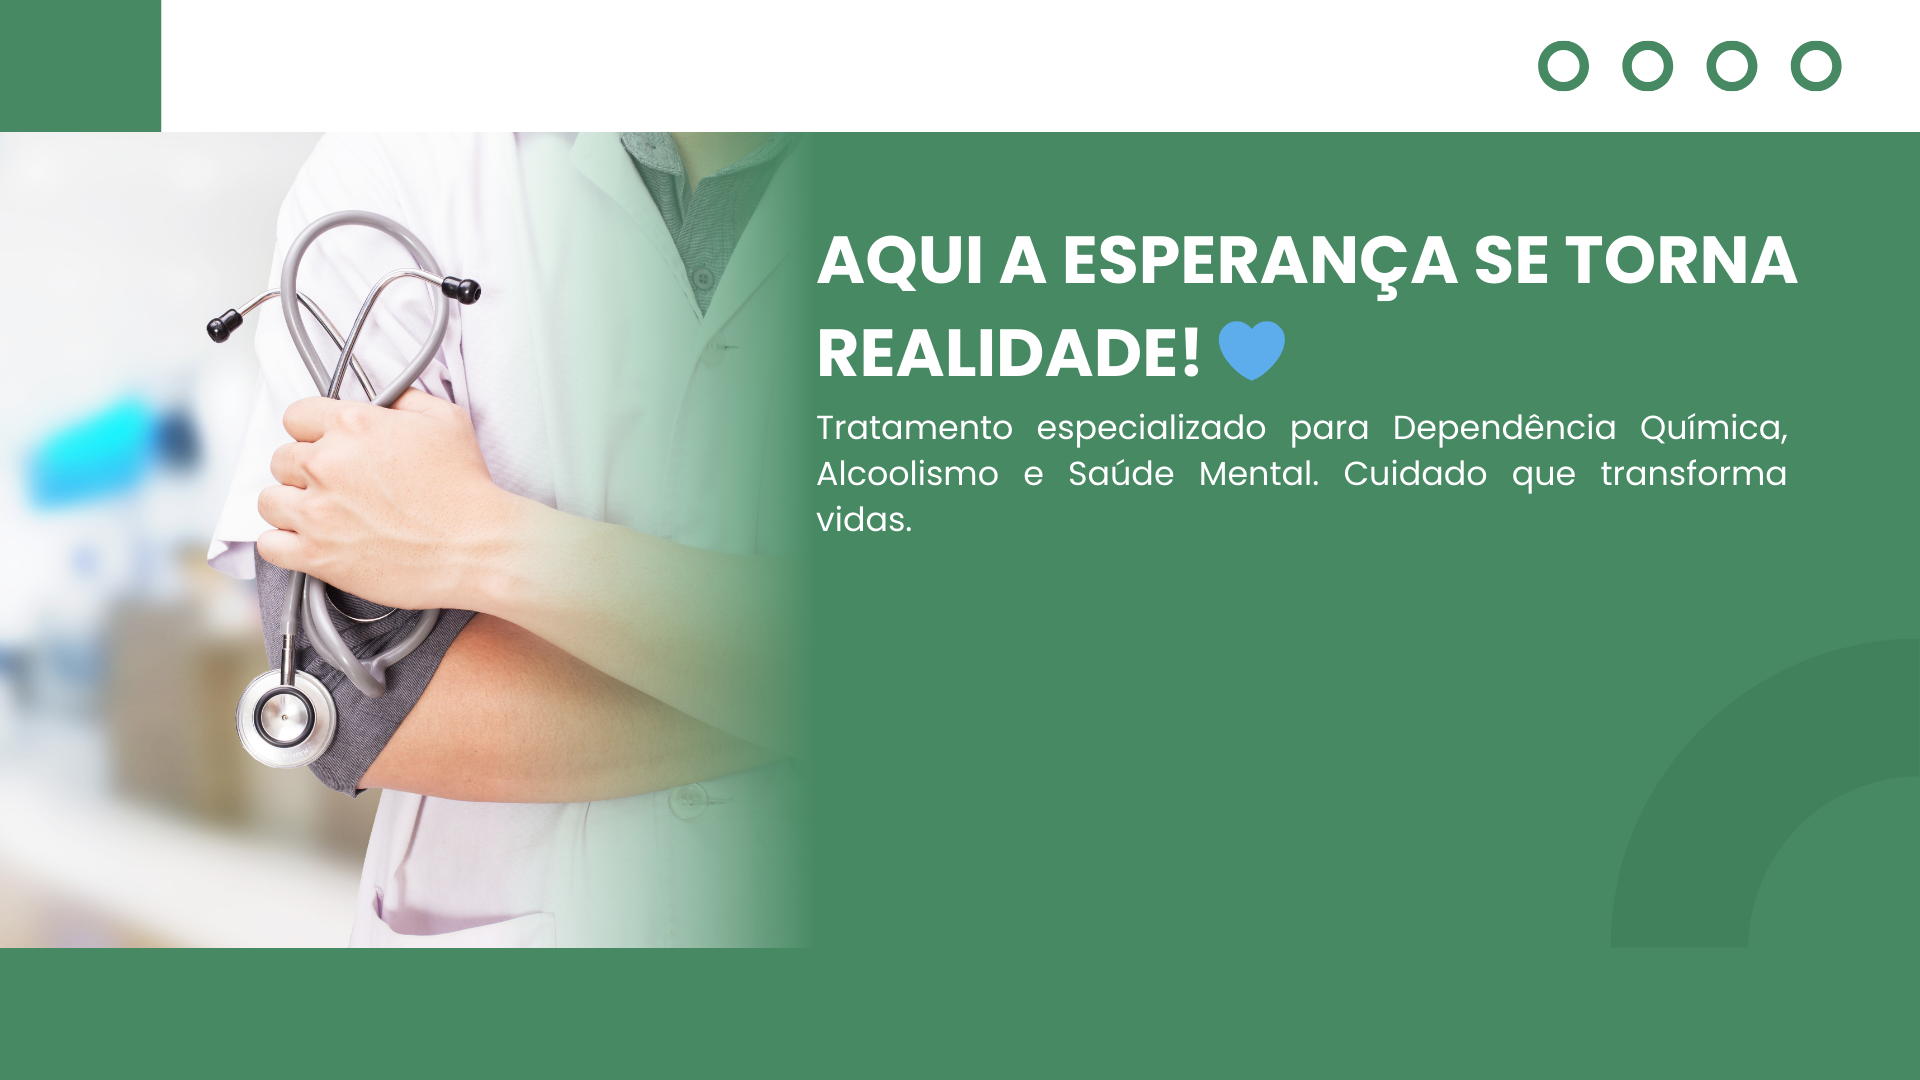 AQUI A ESPERANÇA SE TORNA
REALIDADE! 💙
Tratamento especializado para Dependência Química,
Alcoolismo e Saúde Mental. Cuidado que transforma
vidas.